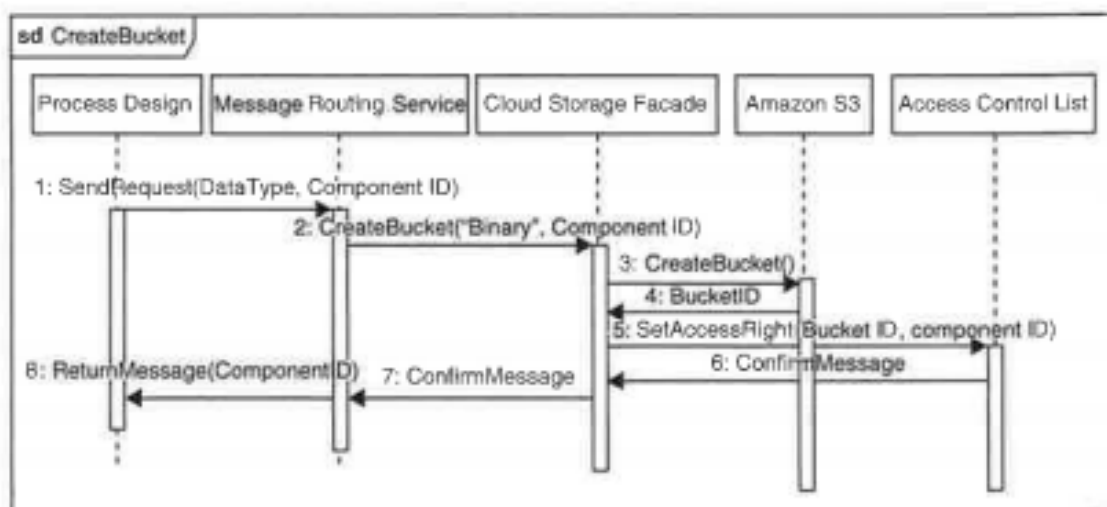 sd CreateBucket
Process Design
Message Routing Service
Cloud Storage Facade
Amazon S3
Access Control List
1: SendRequest(DataType, Component ID)
2: CreateBucket("Binary", Component ID)
3: CreateBucket()
4: BucketID
5: SetAccessRight(Bucket ID, component ID)
6: ConfirmMessage
7: ConfirmMessage
8: ReturnMessage(ComponentID)